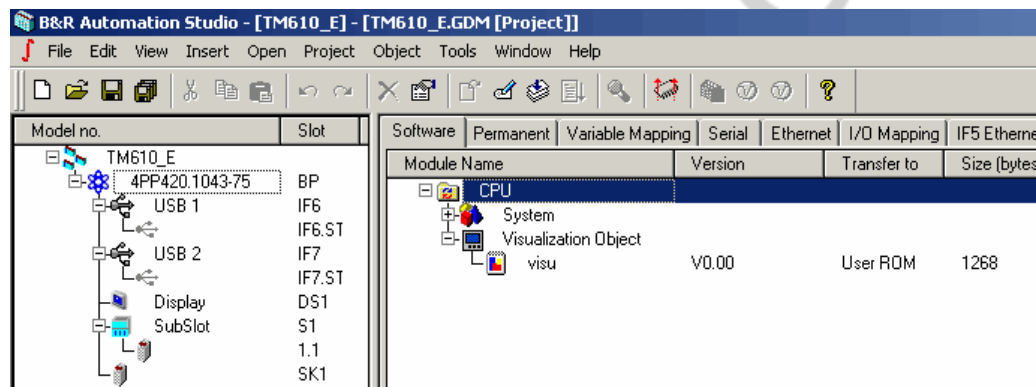 B&R Automation Studio - [TM610_E] - [TM610_E.GDM [Project]]
File Edit View Insert Open Project Object Tools Window Help
Model no. Slot
TM610_E
4PP420.1043-75 BP
USB 1 IF6
IF6.ST
USB 2 IF7
IF7.ST
Display DS1
SubSlot S1
1.1
SK1
Software Permanent Variable Mapping Serial Ethernet I/O Mapping IF5 Etherne
Module Name Version Transfer to Size (bytes
CPU
System
Visualization Object
visu V0.00 User ROM 1268